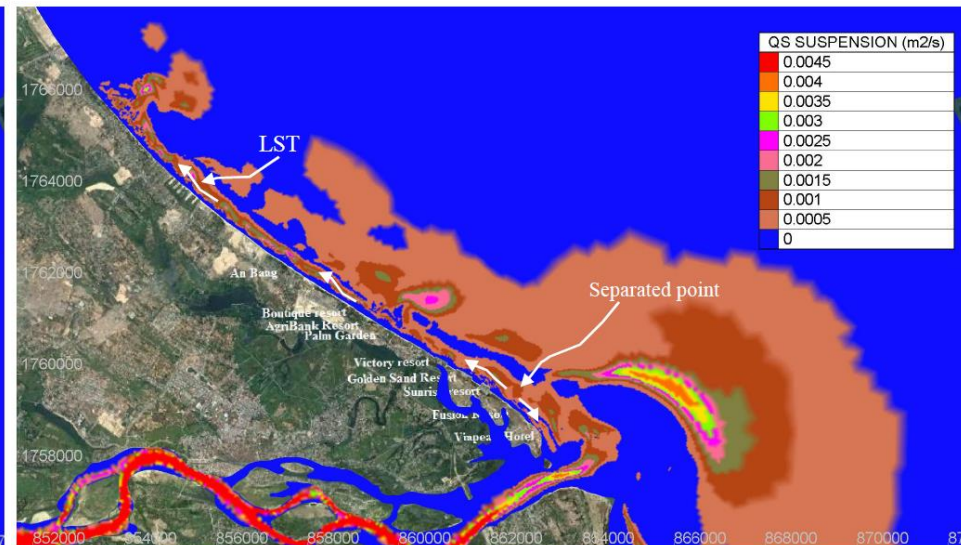 QS SUSPENSION (m2/s)
0.0045
0.004
0.0035
0.003
0.0025
0.002
0.0015
0.001
0.0005
0
1766000
LST
1764000
1762000
An Bang
Boutique resort
AgriBank Resort
Palm Garden
Separated point
1760000
Victory resort
Golden Sand Resort
Sunrise resort
Fusion
Hotel
1758000
852000
854000
856000
858000
860000
862000
864000
866000
868000
870000